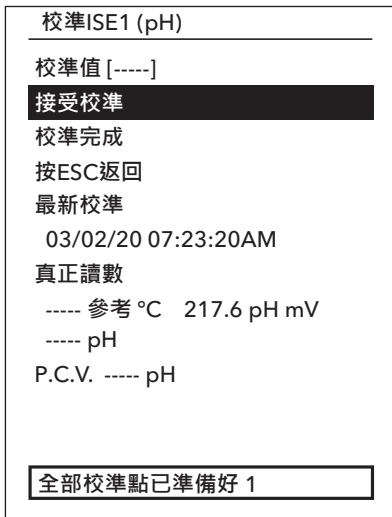 校準ISE1 (pH)
校準值 [-----]
接受校準
校準完成
按ESC返回
最新校準
03/02/20 07:23:20AM
真正讀數
----- 參考 °C 217.6 pH mV
----- pH
P.C.V. ----- pH
全部校準點已準備好 1